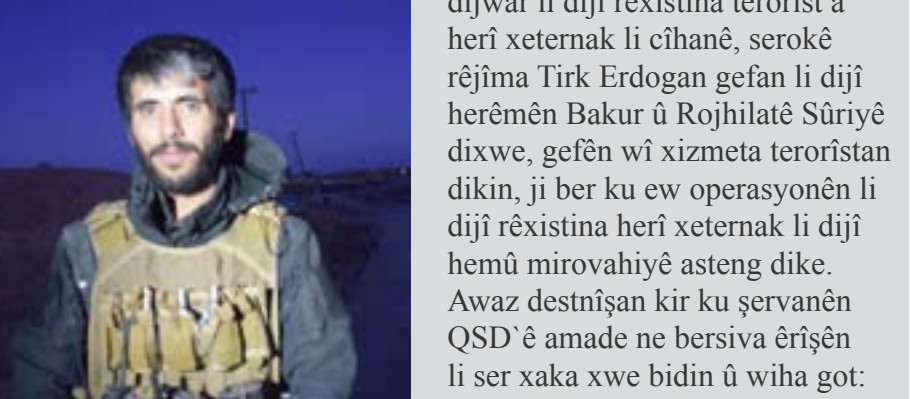 dijwar li dijî rêxistina terorîst a
herî xeternak li cîhanê, serokê
rêjîma Tirk Erdogan gefan li dijî
herêmên Bakur û Rojhilatê Sûriyê
dixwe, gefên wî xizmeta terorîstan
dikin, ji ber ku ew operasyonên li
dijî rêxistina herî xeternak li dijî
hemû mirovahiyê asteng dike.
Awaz destnîşan kir ku şervanên
QSD`ê amade ne bersiva êrîşên
li ser xaka xwe bidin û wiha got: